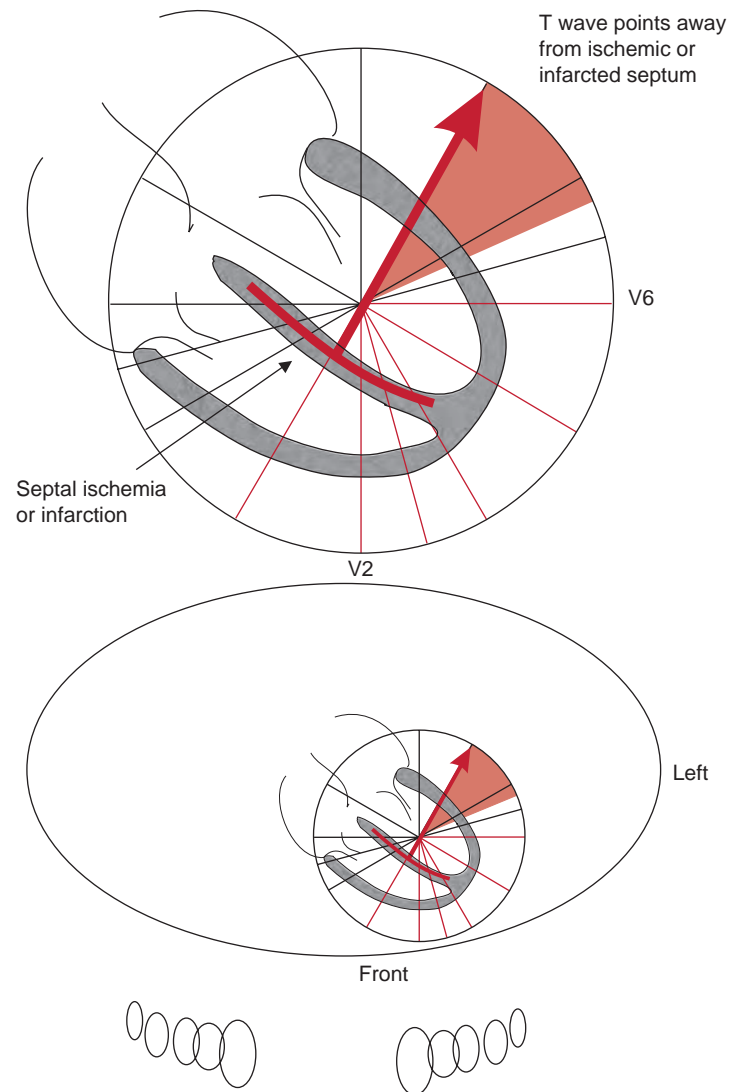 T wave points away
from ischemic or
infarcted septum
V6
Septal ischemia
or infarction
V2
Left
Front